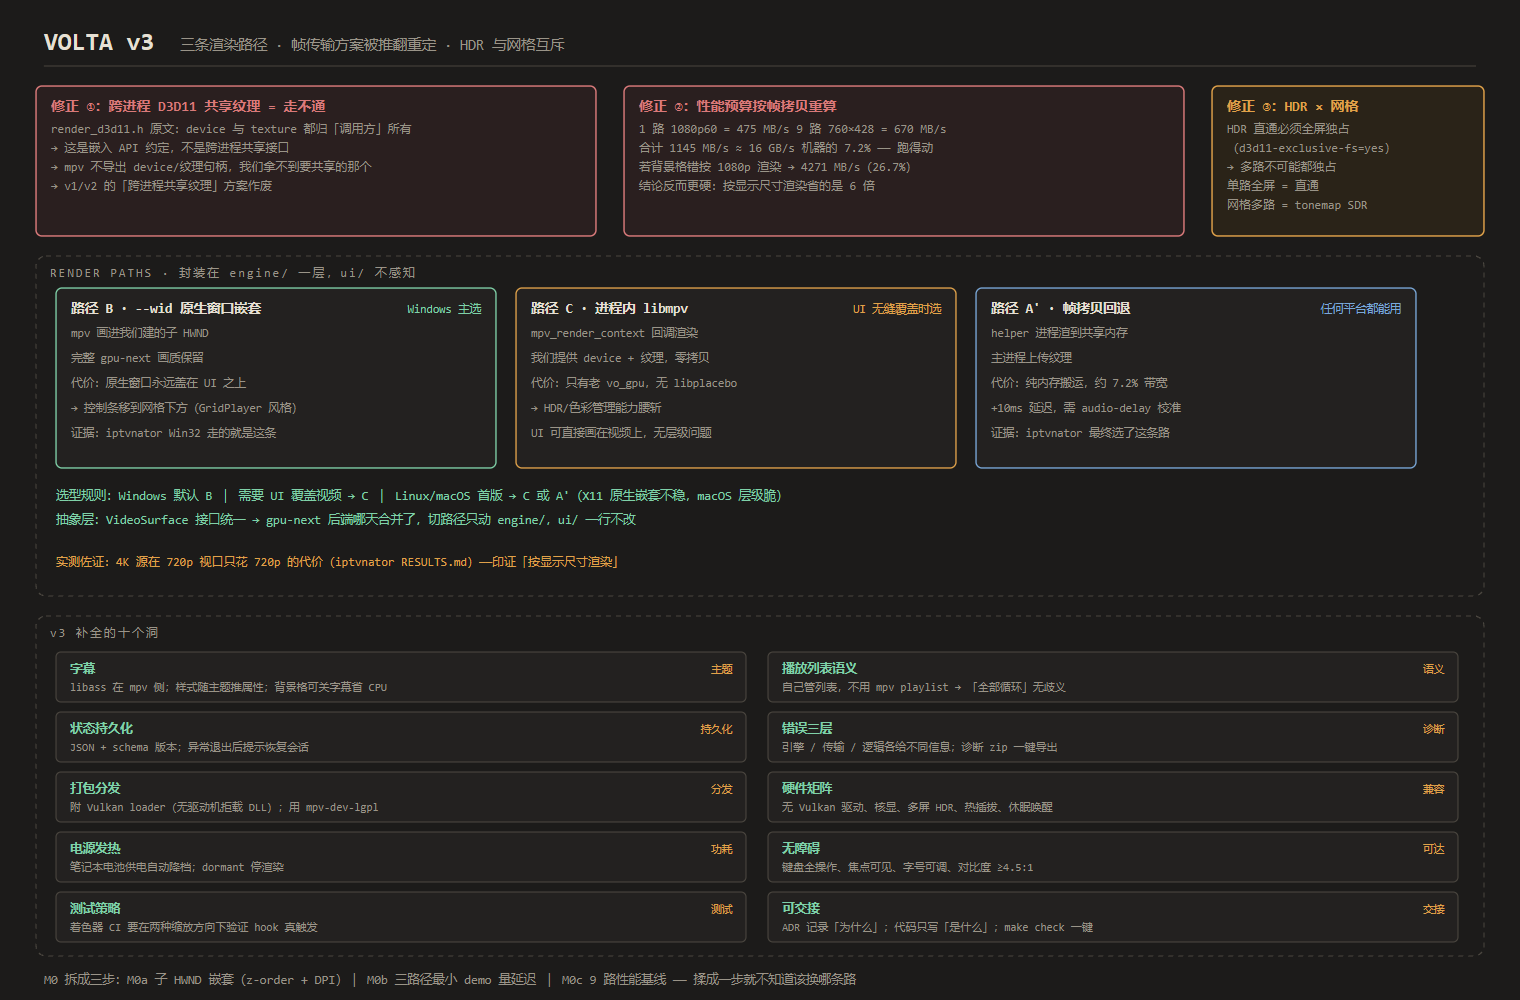 VOLTA v3 三条渲染路径 · 帧传输方案被推翻重定 · HDR 与网格互斥
修正 ①: 跨进程 D3D11 共享纹理 = 走不通
render_d3d11.h 原文: device 与 texture 都归「调用方」所有
→ 这是嵌入 API 约定, 不是跨进程共享接口
→ mpv 不导出 device/纹理句柄, 我们拿不到要共享的那个
→ v1/v2 的「跨进程共享纹理」方案作废
修正 ②: 性能预算按帧拷贝重算
1 路 1080p60 = 475 MB/s 9 路 760×428 = 670 MB/s
合计 1145 MB/s ≈ 16 GB/s 机器的 7.2% —— 跑得动
若背景格错按 1080p 渲染 → 4271 MB/s (26.7%)
结论反而更硬: 按显示尺寸渲染省的是 6 倍
修正 ③: HDR × 网格
HDR 直通必须全屏独占
(d3d11-exclusive-fs=yes)
→ 多路不可能都独占
单路全屏 = 直通
网格多路 = tonemap SDR
RENDER PATHS · 封装在 engine/ 一层, ui/ 不感知
路径 B · --wid 原生窗口嵌套 Windows 主选
mpv 画进我们建的子 HWND
完整 gpu-next 画质保留
代价: 原生窗口永远盖在 UI 之上
→ 控制条移到网格下方 (GridPlayer 风格)
证据: iptvnator Win32 走的就是这条
路径 C · 进程内 libmpv UI 无缝覆盖时选
mpv_render_context 回调渲染
我们提供 device + 纹理, 零拷贝
代价: 只有老 vo_gpu, 无 libplacebo
→ HDR/色彩管理能力腰斩
UI 可直接画在视频上, 无层级问题
路径 A' · 帧拷贝回退 任何平台都能用
helper 进程渲到共享内存
主进程上传纹理
代价: 纯内存搬运, 约 7.2% 带宽
+10ms 延迟, 需 audio-delay 校准
证据: iptvnator 最终选了这条路
选型规则: Windows 默认 B │ 需要 UI 覆盖视频 → C │ Linux/macOS 首版 → C 或 A' (X11 原生嵌套不稳, macOS 层级脆)
抽象层: VideoSurface 接口统一 → gpu-next 后端哪天合并了, 切路径只动 engine/, ui/ 一行不改
实测佐证: 4K 源在 720p 视口只花 720p 的代价 (iptvnator RESULTS.md) ——印证「按显示尺寸渲染」
v3 补全的十个洞
字幕 主题
libass 在 mpv 侧; 样式随主题推属性; 背景格可关字幕省 CPU
播放列表语义 语义
自己管列表, 不用 mpv playlist → 「全部循环」无歧义
状态持久化 持久化
JSON + schema 版本; 异常退出后提示恢复会话
错误三层 诊断
引擎 / 传输 / 逻辑各给不同信息; 诊断 zip 一键导出
打包分发 分发
附 Vulkan loader (无驱动机拒载 DLL) ; 用 mpv-dev-lgpl
硬件矩阵 兼容
无 Vulkan 驱动、核显、多屏 HDR、热插拔、休眠唤醒
电源发热 功耗
笔记本电池供电自动降档; dormant 停渲染
无障碍 可达
键盘全操作、焦点可见、字号可调、对比度 ≥4.5:1
测试策略 测试
着色器 CI 要在两种缩放方向下验证 hook 真触发
可交接 交接
ADR 记录「为什么」; 代码只写「是什么」; make check 一键
M0 拆成三步: M0a 子 HWND 嵌套 (z-order + DPI) │ M0b 三路径最小 demo 量延迟 │ M0c 9 路性能基线 —— 揉成一步就不知道该换哪条路